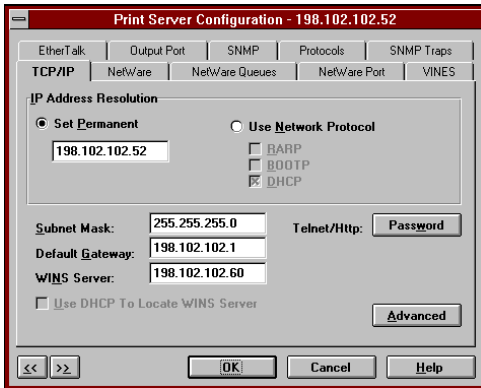 Print Server Configuration - 198.102.102.52
EtherTalk Output Port SNMP Protocols SNMP Traps
TCP/IP NetWare NetWare Queues NetWare Port VINES
IP Address Resolution
Set Permanent Use Network Protocol
198.102.102.52 RARP
BOOTP
DHCP
Subnet Mask: 255.255.255.0 Telnet/Http: Password
Default Gateway: 198.102.102.1
WINS Server: 198.102.102.60
Use DHCP To Locate WINS Server
Advanced
<< >> OK Cancel Help